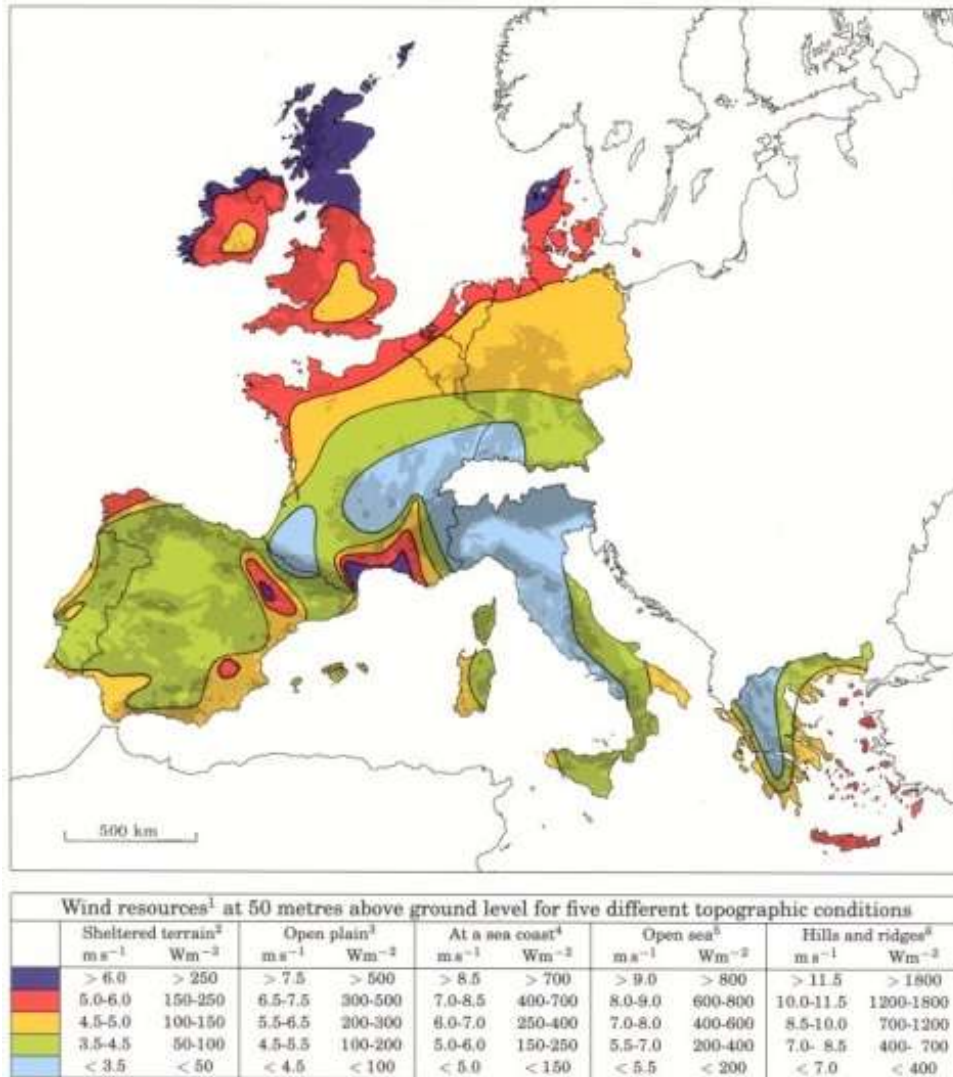 500 km
Wind resources¹ at 50 metres above ground level for five different topographic conditions
Sheltered terrain² Open plain³ At a sea coast⁴ Open sea⁵ Hills and ridges⁶
m s⁻¹ Wm⁻² m s⁻¹ Wm⁻² m s⁻¹ Wm⁻² m s⁻¹ Wm⁻² m s⁻¹ Wm⁻²
> 6.0 > 250 > 7.5 > 500 > 8.5 > 700 > 9.0 > 800 > 11.5 > 1800
5.0-6.0 150-250 6.5-7.5 300-500 7.0-8.5 400-700 8.0-9.0 600-800 10.0-11.5 1200-1800
4.5-5.0 100-150 5.5-6.5 200-300 6.0-7.0 250-400 7.0-8.0 400-600 8.5-10.0 700-1200
3.5-4.5 50-100 4.5-5.5 100-200 5.0-6.0 150-250 5.5-7.0 200-400 7.0- 8.5 400- 700
< 3.5 < 50 < 4.5 < 100 < 5.0 < 150 < 5.5 < 200 < 7.0 < 400